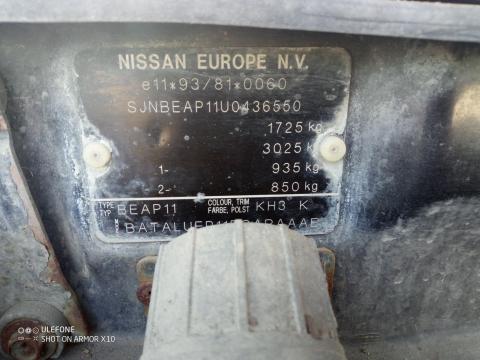 NISSAN EUROPE N.V.
e11*93/81*0060
SJNBEAP11U0436550
1725 kg
3025 kg
1- 935 kg
2- 850 kg
TYPE TYP BEAP11 COLOUR, TRIM FARBE, POLST KH3 K
ULEFONE
SHOT ON ARMOR X10